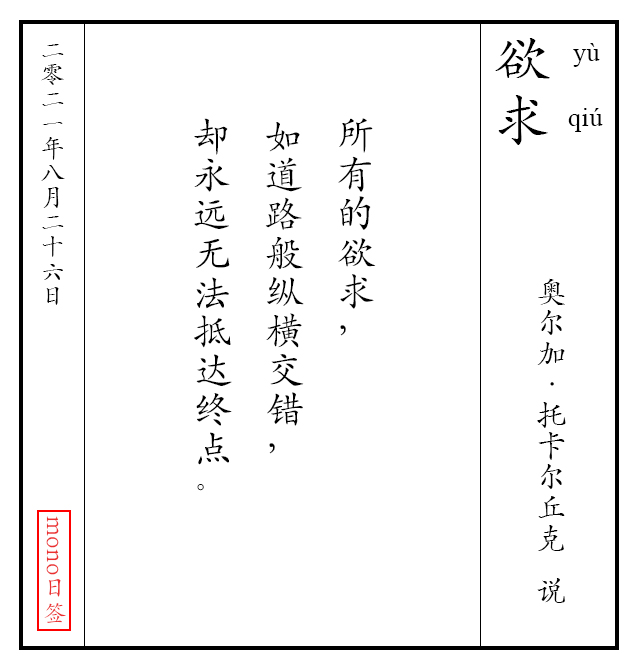 欲求
yù
qiú
奥尔加·托卡尔丘克 说
所有的欲求，
如道路般纵横交错，
却永远无法抵达终点。
二零二一年八月二十六日
mono日签